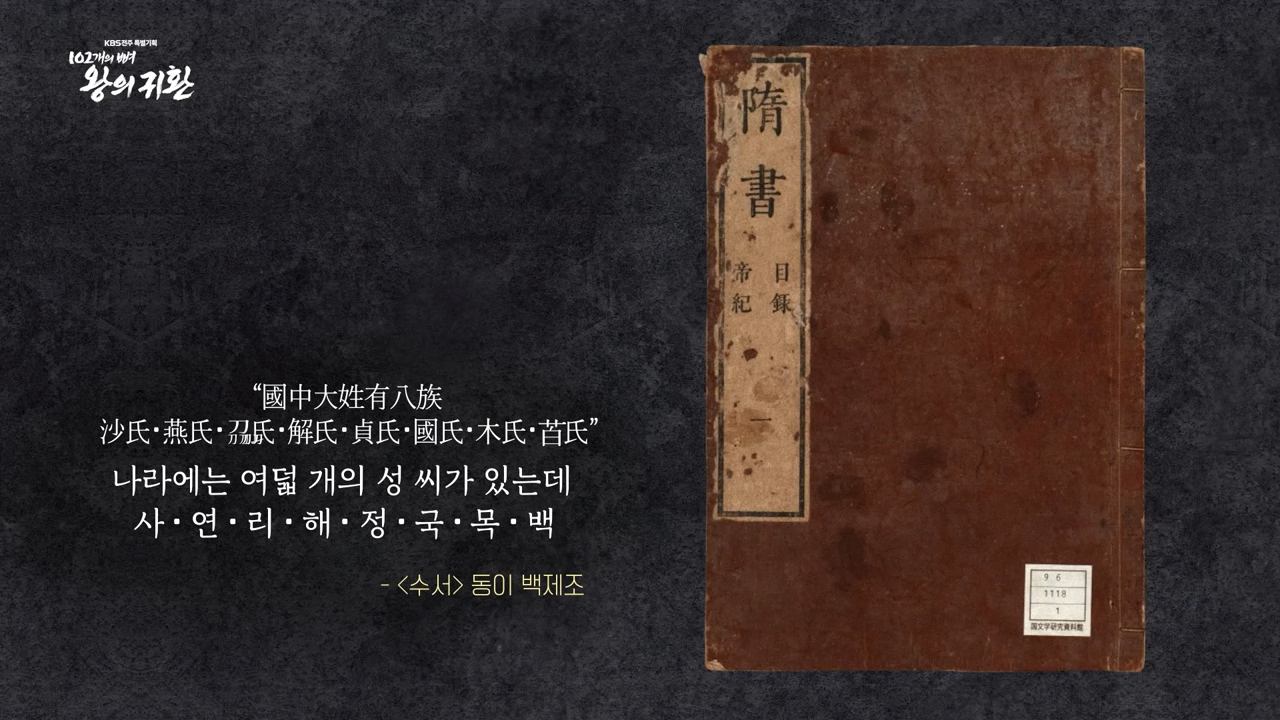 KBS전주 특별기획
102개의 뼈
왕의 귀환
“國中大姓有八族
沙氏·燕氏·刕氏·解氏·貞氏·國氏·木氏·苩氏”
나라에는 여덟 개의 성 씨가 있는데
사·연·리·해·정·국·목·백
- <수서> 동이 백제조
隋書
目録
帝紀
一
96
1118
1
国文学研究資料館